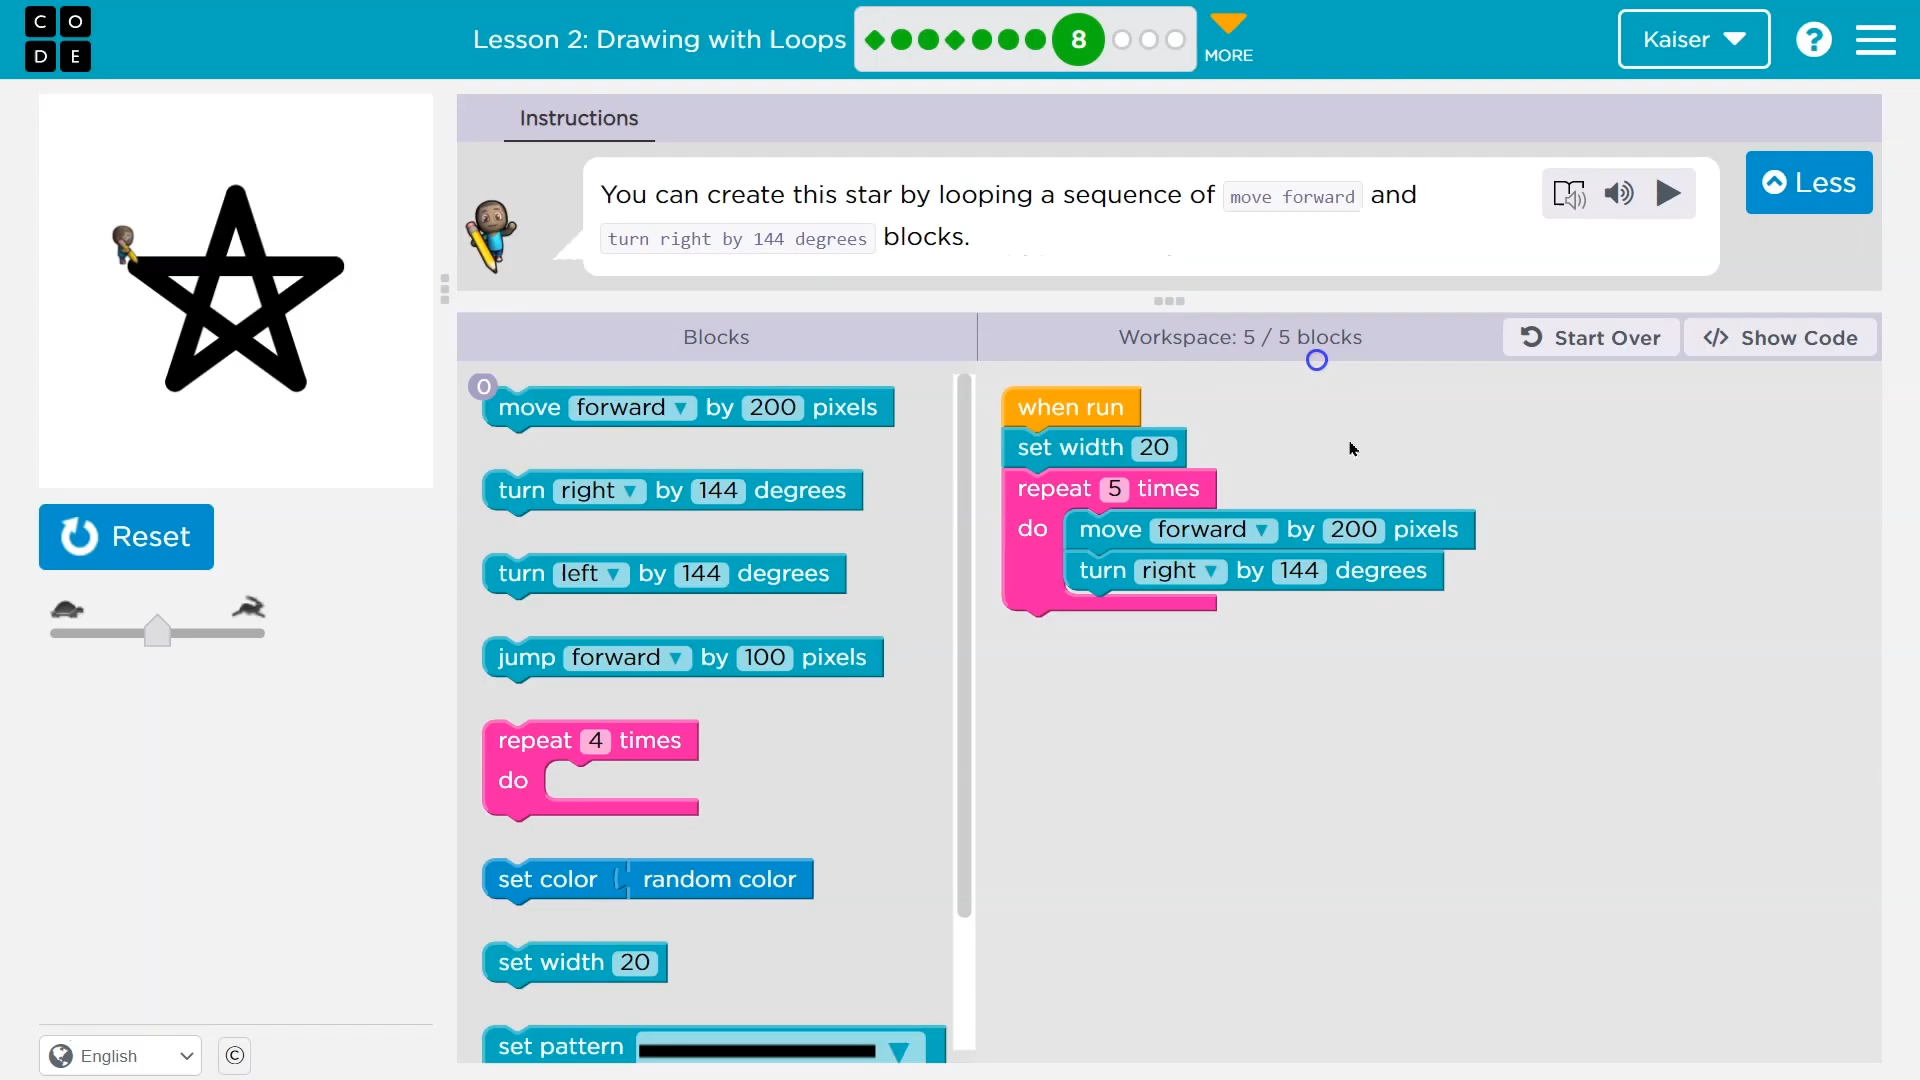 C O
D E
Lesson 2: Drawing with Loops
8
MORE
Kaiser
?
Instructions
You can create this star by looping a sequence of move forward and
turn right by 144 degrees blocks.
Less
Blocks
Workspace: 5 / 5 blocks
Start Over
</> Show Code
Reset
0
move forward by 200 pixels
turn right by 144 degrees
turn left by 144 degrees
jump forward by 100 pixels
repeat 4 times
do
set color random color
set width 20
set pattern
when run
set width 20
repeat 5 times
do
move forward by 200 pixels
turn right by 144 degrees
English
©